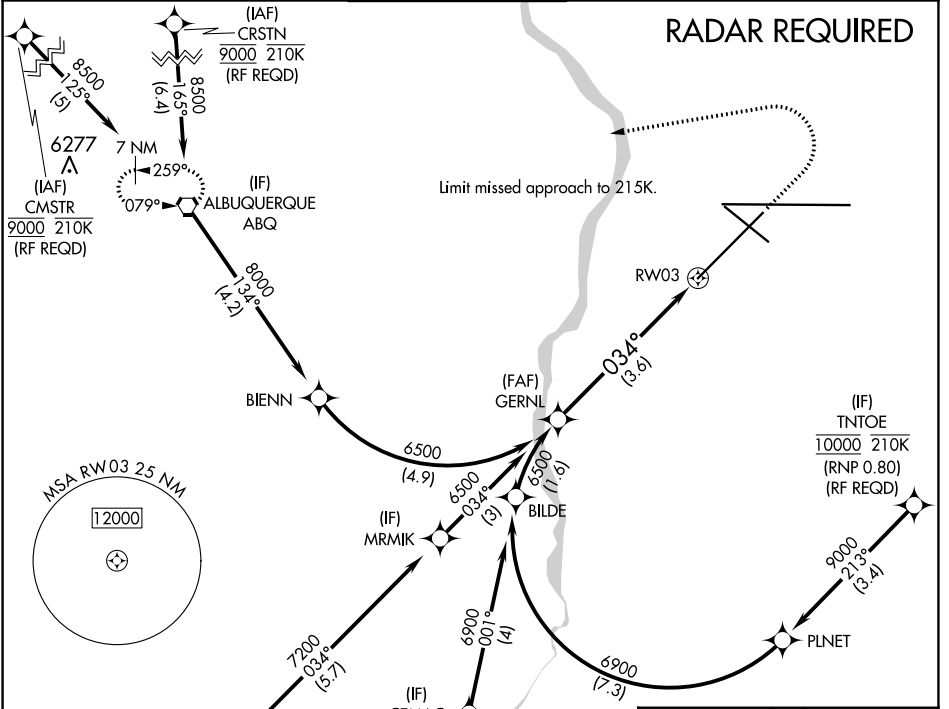 RADAR REQUIRED
(IAF)
CRSTN
9000 210K
(RF REQD)
8500
165°
(6.4)
8500
125°
(5)
6277
7 NM
259°
079°
(IAF)
CMSTR
9000 210K
(RF REQD)
(IF)
ALBUQUERQUE
ABQ
Limit missed approach to 215K.
RW03
8000
134°
(4.2)
034°
(3.6)
BIENN
(FAF)
GERNL
6500
(4.9)
6500
034°
(3)
6500
(1.6)
BILDE
(IF)
MRMIK
(IF)
TNTOE
10000 210K
(RNP 0.80)
(RF REQD)
MSA RW03 25 NM
12000
9000
213°
(3.4)
PLNET
7200
034°
(5.7)
6900
001°
(4)
6900
(7.3)
(IF)